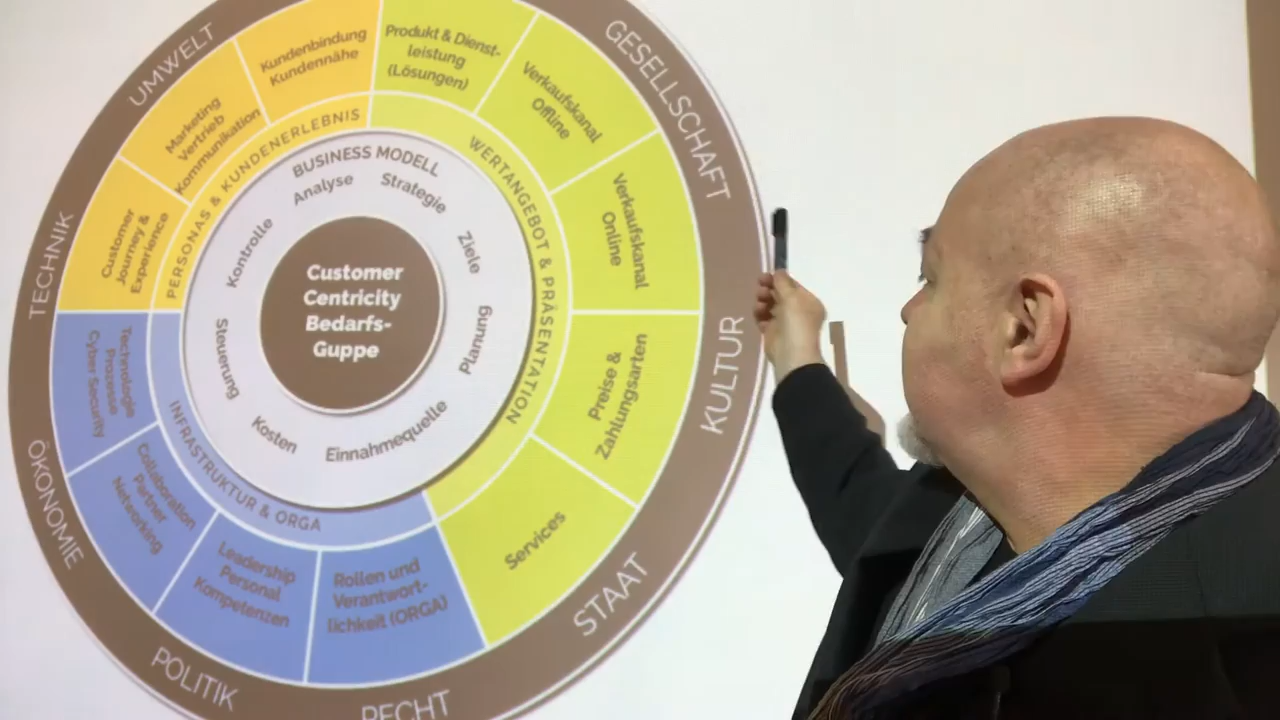 UMWELT
GESELLSCHAFT
KULTUR
STAAT
RECHT
POLITIK
ÖKONOMIE
TECHNIK
Kundenbindung
Kundennähe
Produkt & Dienst-
leistung
(Lösungen)
Verkaufskanal
Offline
Verkaufskanal
Online
Preise &
Zahlungsarten
Services
Rollen und
Verantwort-
lichkeit (ORGA)
Leadership
Personal
Kompetenzen
Collaboration
Partner
Networking
Technologie
Prozesse
Cyber Security
Customer
Journey &
Experience
Marketing
Vertrieb
Kommunikation
PERSONAS & KUNDENERLEBNIS
WERTANGEBOT & PRÄSENTATION
INFRASTRUKTUR & ORGA
BUSINESS MODELL
Analyse
Strategie
Ziele
Planung
Einnahmequelle
Kosten
Steuerung
Kontrolle
Customer
Centricity
Bedarfs-
Guppe